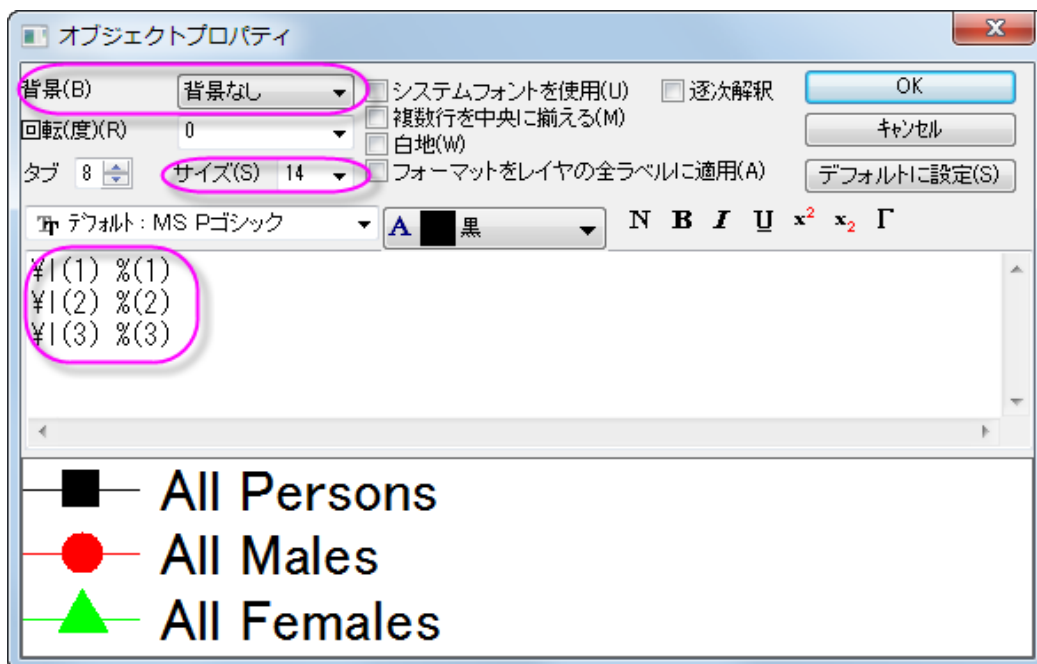 オブジェクトプロパティ
背景(B) 背景なし システムフォントを使用(U) 逐次解釈 OK
複数行を中央に揃える(M)
回転(度)(R) 0 白地(W) キャンセル
タブ 8 サイズ(S) 14 フォーマットをレイヤの全ラベルに適用(A) デフォルトに設定(S)
デフォルト : MS Pゴシック A 黒 N B I U x² x₂ Γ
¥l(1) %(1)
¥l(2) %(2)
¥l(3) %(3)
All Persons
All Males
All Females